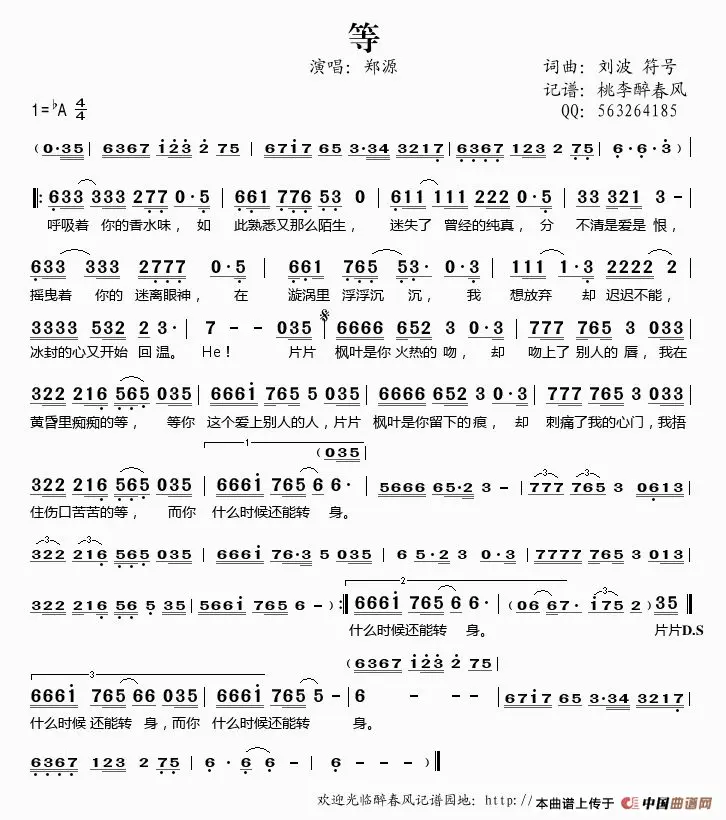 等
演唱：郑源
词曲：刘波 符号
记谱：桃李醉春风
1=♭A 4/4
QQ：563264185
（0·35| 6367 1̇2̇3̇ 2̇ 75| 671̇7 65 3·34 3217| 6367 123 2 75| 6·6·3）|
‖: 633 333 277 0·5 | 661 776 53 0 | 611 111 222 0·5 | 33 321 3 - |
呼吸着 你的香水味，如 此熟悉又那么陌生， 迷失了 曾经的纯真，分 不清是爱是恨，
633 333 2777 0·5 | 661 765 53· 0·3 | 111 1·3 2222 2 |
摇曳着 你的 迷离眼神， 在 漩涡里 浮浮沉 沉， 我 想放弃 却 迟迟不能，
3333 532 2 3· | 7 - - 035 | 6666 652 3 0·3 | 777 765 3 033 |
冰封的心又开始 回温。 He！ 片片 枫叶是你火热的 吻， 却 吻上了别人的 唇，我在
322 216 565 035 | 6661̇ 765 5 035 | 6666 652 3 0·3 | 777 765 3 033 |
黄昏里痴痴的等， 等你 这个爱上别人的人，片片 枫叶是你留下的 痕，却 刺痛了我的心门，我捂
1
（035
322 216 565 035 | 6661̇ 765 6 6· | 5666 65·2 3 - | 777 765 3 0613 |
住伤口苦苦的等， 而你 什么时候还能转 身。
322 216 565 035 | 6661̇ 76·3 5 035 | 6 5·2 3 0·3 | 7777 765 3 013 |
2
322 216 56 5 35 | 5661̇ 765 6 - ）:‖ 6661̇ 765 6 6· |（06 67· 1̇75 2）35 ‖
什么时候还能转 身。 片片D.S
（6367 1̇2̇3̇ 2̇ 75|
3
6661̇ 765 66 035 | 6661̇ 765 5 - | 6 - - - | 671̇7 65 3·34 3217 |
什么时候 还能转 身，而你 什么时候还能转 身。
6367 123 2 75 | 6· 6· 6 - | 6 - - - ）‖
欢迎光临醉春风记谱园地：http：//
本曲谱上传于 中国曲谱网